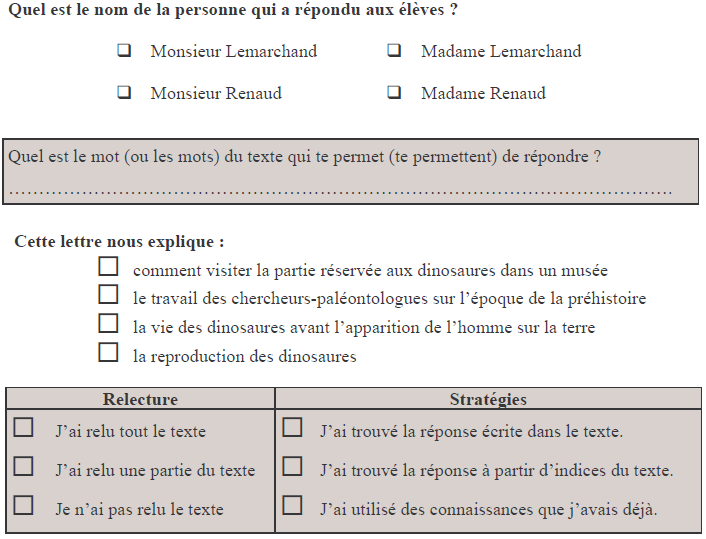 Quel est le nom de la personne qui a répondu aux élèves ?
❑ Monsieur Lemarchand ❑ Madame Lemarchand
❑ Monsieur Renaud ❑ Madame Renaud
Quel est le mot (ou les mots) du texte qui te permet (te permettent) de répondre ?
……………………………………………………………………………………………….
Cette lettre nous explique :
☐ comment visiter la partie réservée aux dinosaures dans un musée
☐ le travail des chercheurs-paléontologues sur l’époque de la préhistoire
☐ la vie des dinosaures avant l’apparition de l’homme sur la terre
☐ la reproduction des dinosaures
Relecture Stratégies
☐ J’ai relu tout le texte ☐ J’ai trouvé la réponse écrite dans le texte.
☐ J’ai relu une partie du texte ☐ J’ai trouvé la réponse à partir d’indices du texte.
☐ Je n’ai pas relu le texte ☐ J’ai utilisé des connaissances que j’avais déjà.